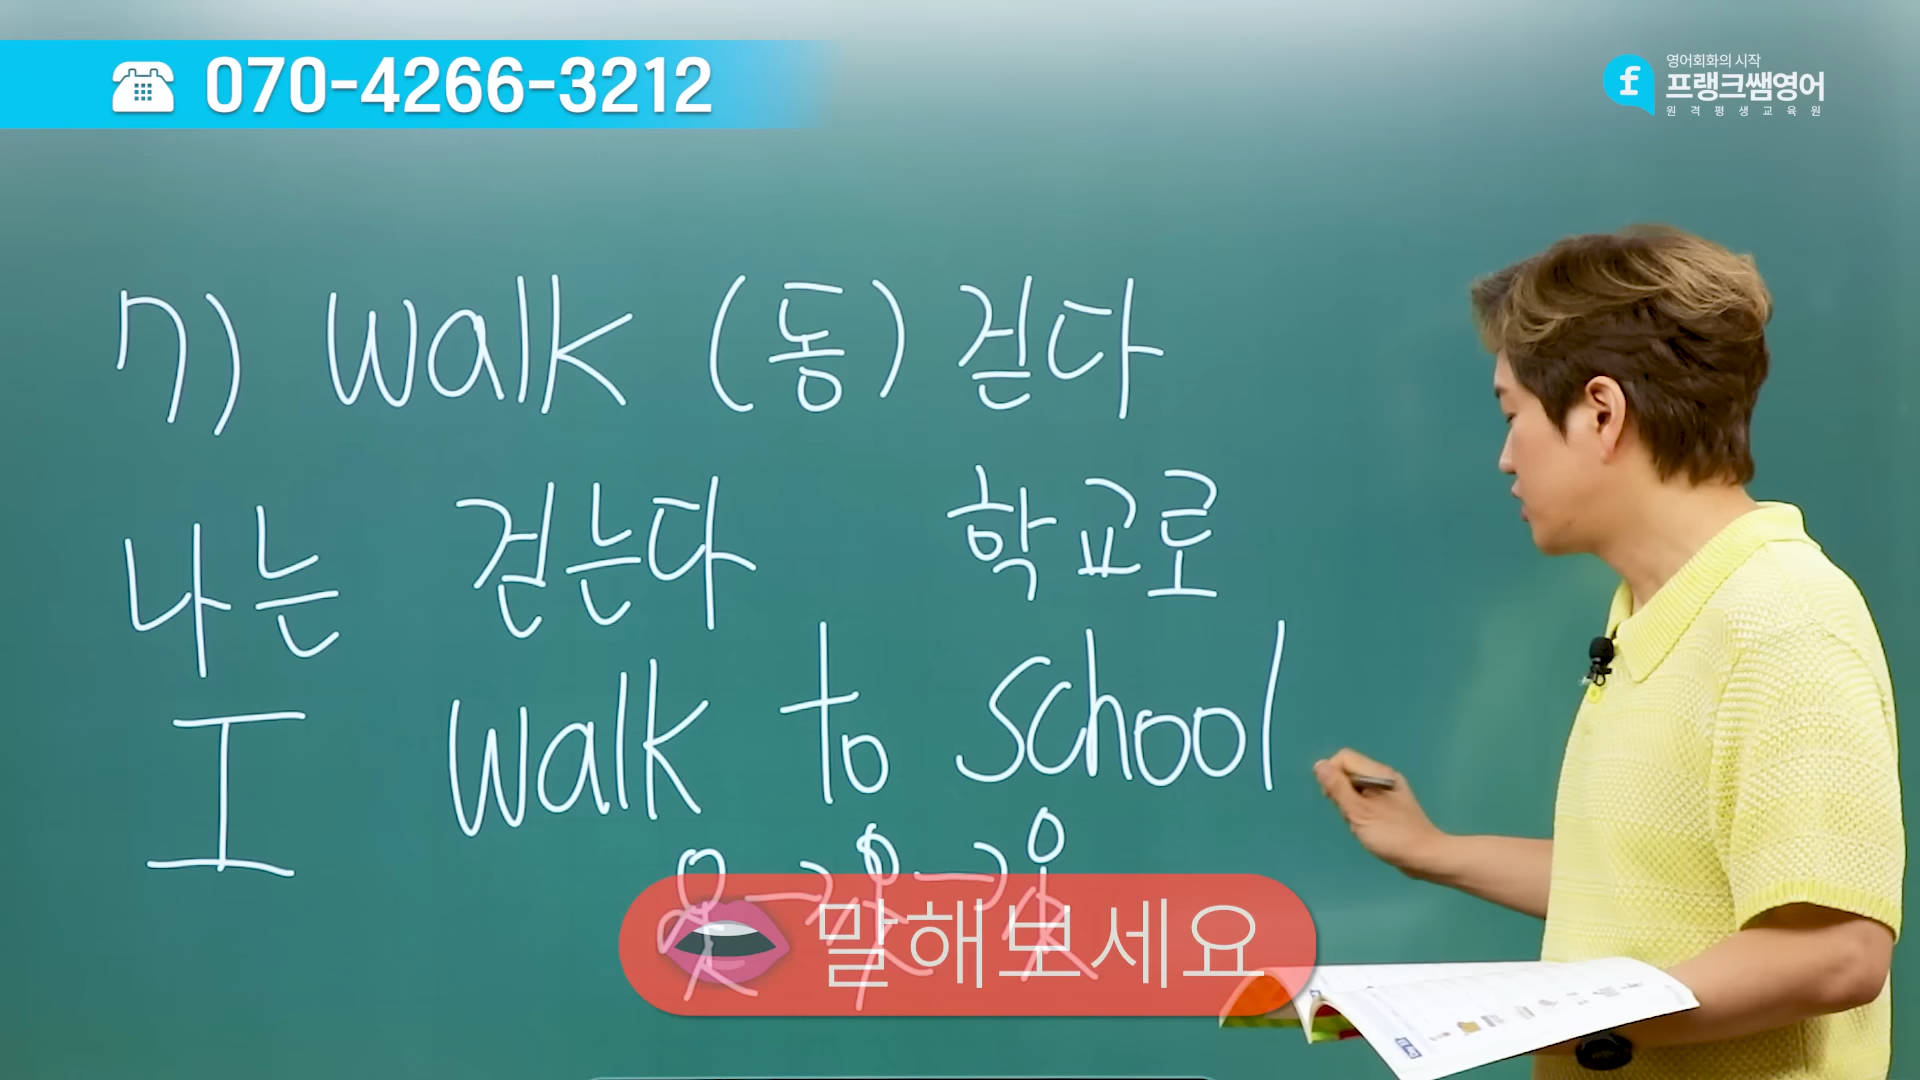 070-4266-3212
영어회화의 시작
프랭크쌤영어
원격평생교육원
7) walk (동) 걷다
나는 걷는다 학교로
I walk to school
말해보세요